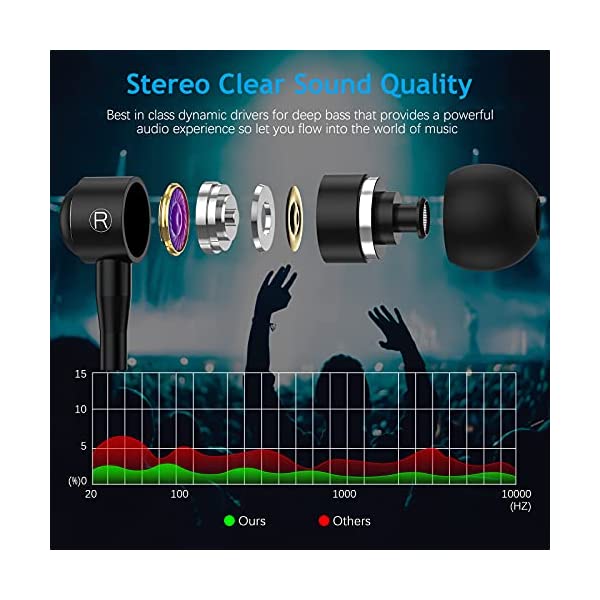 Stereo Clear Sound Quality
Best in class dynamic drivers for deep bass that provides a powerful
audio experience so let you flow into the world of music
R
15
10
5
(%)0
20 100 1000 10000
(HZ)
Ours Others